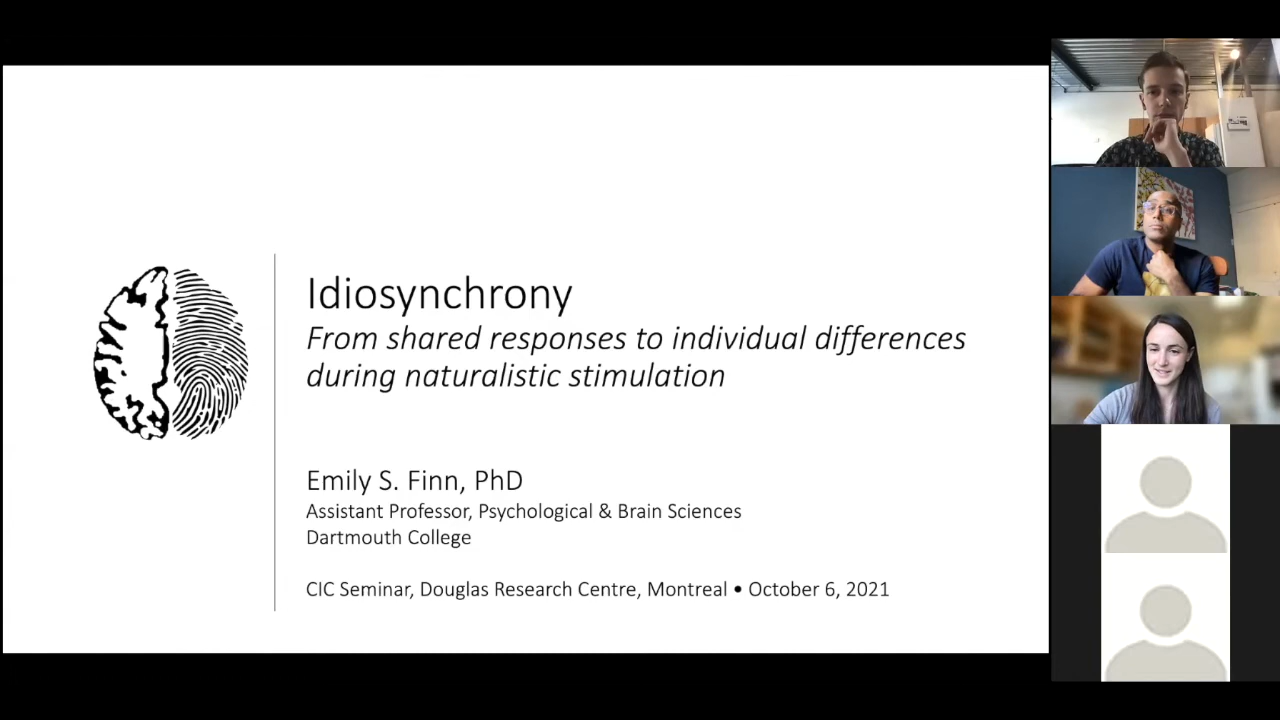 Idiosynchrony
From shared responses to individual differences
during naturalistic stimulation
Emily S. Finn, PhD
Assistant Professor, Psychological & Brain Sciences
Dartmouth College
CIC Seminar, Douglas Research Centre, Montreal • October 6, 2021